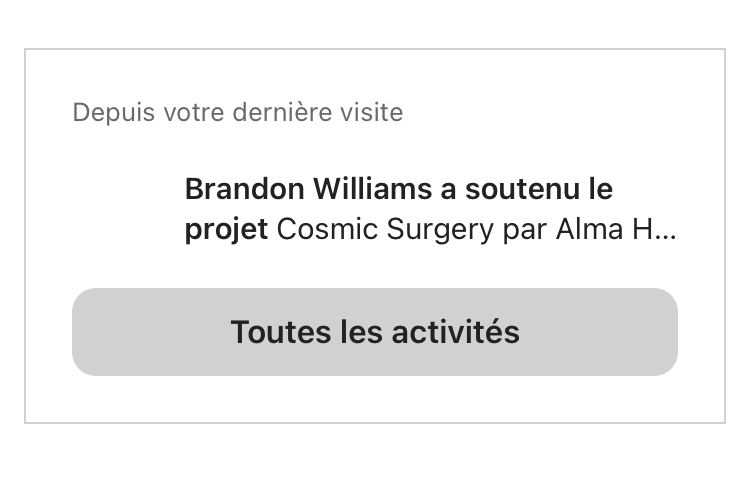 Depuis votre dernière visite
Brandon Williams a soutenu le
projet Cosmic Surgery par Alma H...
Toutes les activités